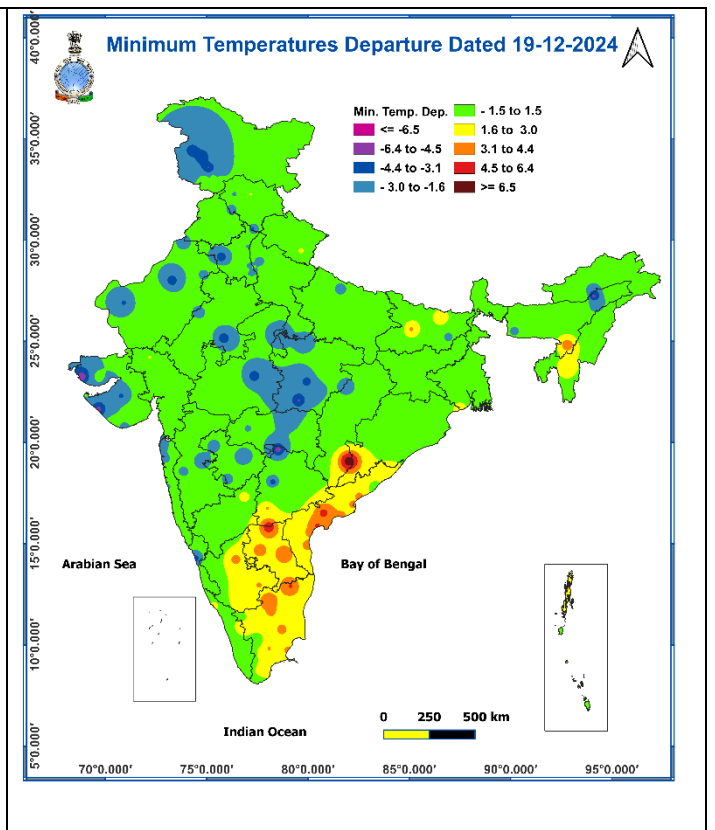 Minimum Temperatures Departure Dated 19-12-2024
Min. Temp. Dep.
<= -6.5
-6.4 to -4.5
-4.4 to -3.1
- 3.0 to -1.6
- 1.5 to 1.5
1.6 to 3.0
3.1 to 4.4
4.5 to 6.4
>= 6.5
40°0.000'
35°0.000'
30°0.000'
25°0.000'
20°0.000'
15°0.000'
10°0.000'
5°0.000'
Arabian Sea
Bay of Bengal
Indian Ocean
0 250 500 km
70°0.000' 75°0.000' 80°0.000' 85°0.000' 90°0.000' 95°0.000'